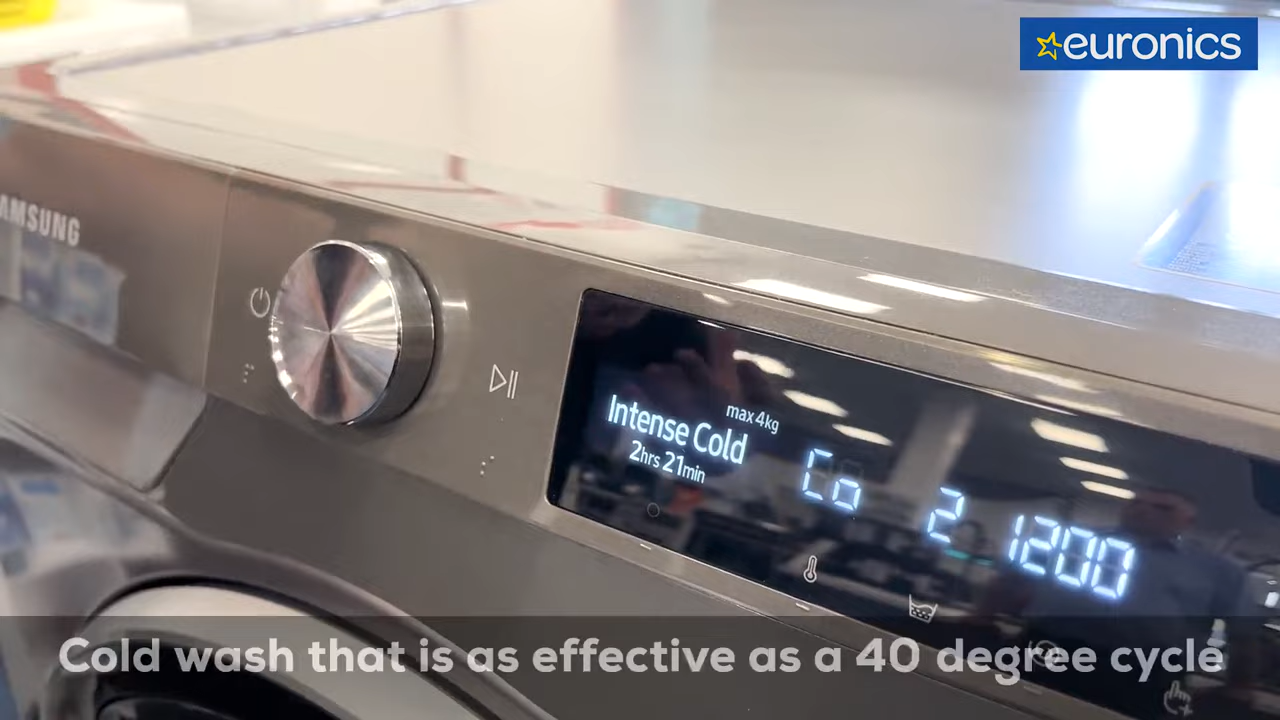 euronics
AMSUNG
max 4kg
Intense Cold
2hrs 21min
Co 2 1200
Cold wash that is as effective as a 40 degree cycle